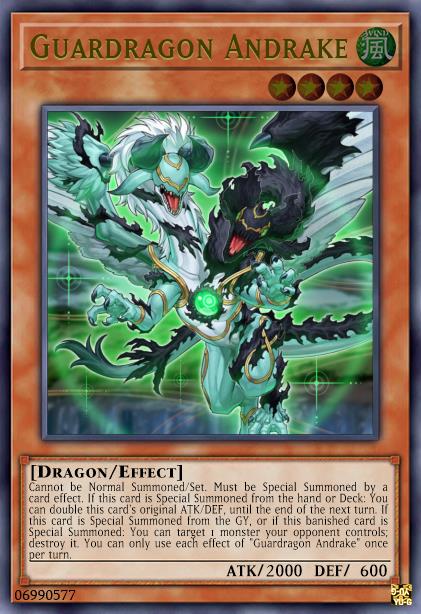 GUARDRAGON ANDRAKE
WIND
風
[DRAGON/EFFECT]
Cannot be Normal Summoned/Set. Must be Special Summoned by a
card effect. If this card is Special Summoned from the hand or Deck: You
can double this card's original ATK/DEF, until the end of the next turn. If
this card is Special Summoned from the GY, or if this banished card is
Special Summoned: You can target 1 monster your opponent controls;
destroy it. You can only use each effect of "Guardragon Andrake" once
per turn.
ATK/2000 DEF/ 600
06990577